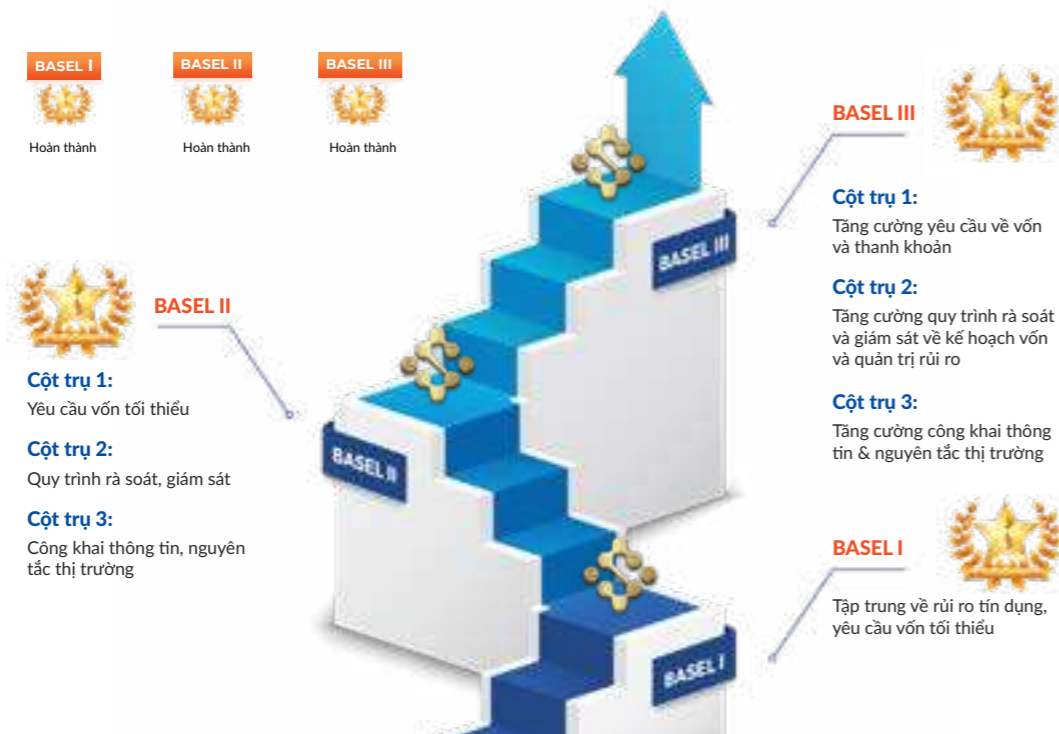 BASEL I
BASEL II
BASEL III
Hoàn thành
Hoàn thành
Hoàn thành
BASEL III
Cột trụ 1:
Tăng cường yêu cầu về vốn
và thanh khoản
Cột trụ 2:
Tăng cường quy trình rà soát
và giám sát về kế hoạch vốn
và quản trị rủi ro
Cột trụ 3:
Tăng cường công khai thông
tin & nguyên tắc thị trường
BASEL III
BASEL II
Cột trụ 1:
Yêu cầu vốn tối thiểu
Cột trụ 2:
Quy trình rà soát, giám sát
Cột trụ 3:
Công khai thông tin, nguyên
tắc thị trường
BASEL II
BASEL I
Tập trung về rủi ro tín dụng,
yêu cầu vốn tối thiểu
BASEL I